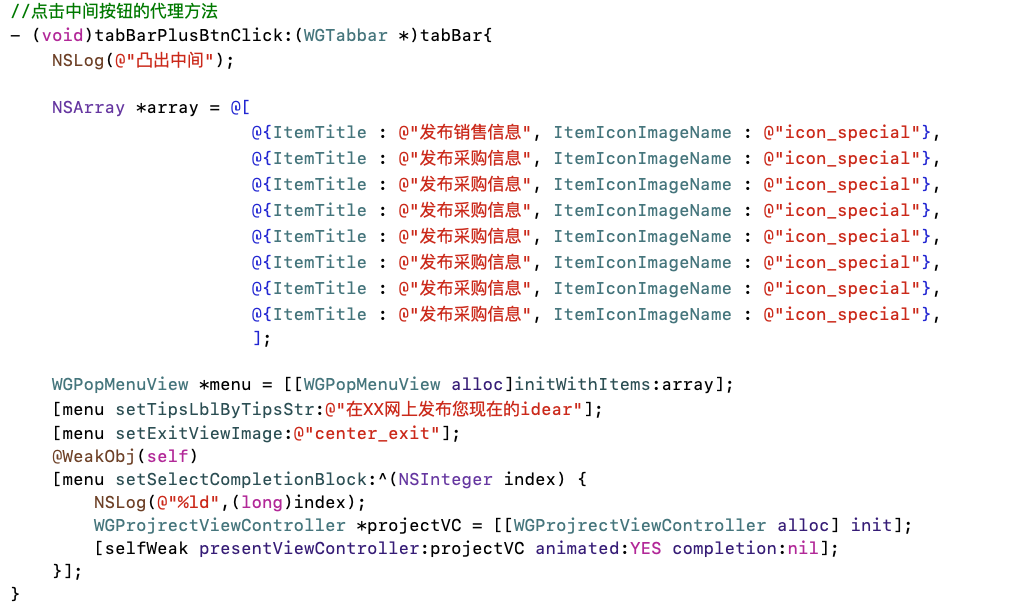 //点击中间按钮的代理方法
- (void)tabBarPlusBtnClick:(WGTabbar *)tabBar{
    NSLog(@"凸出中间");

    NSArray *array = @[
                       @{ItemTitle : @"发布销售信息", ItemIconImageName : @"icon_special"},
                       @{ItemTitle : @"发布采购信息", ItemIconImageName : @"icon_special"},
                       @{ItemTitle : @"发布采购信息", ItemIconImageName : @"icon_special"},
                       @{ItemTitle : @"发布采购信息", ItemIconImageName : @"icon_special"},
                       @{ItemTitle : @"发布采购信息", ItemIconImageName : @"icon_special"},
                       @{ItemTitle : @"发布采购信息", ItemIconImageName : @"icon_special"},
                       @{ItemTitle : @"发布采购信息", ItemIconImageName : @"icon_special"},
                       @{ItemTitle : @"发布采购信息", ItemIconImageName : @"icon_special"},
                       ];

    WGPopMenuView *menu = [[WGPopMenuView alloc]initWithItems:array];
    [menu setTipsLblByTipsStr:@"在XX网上发布您现在的idear"];
    [menu setExitViewImage:@"center_exit"];
    @WeakObj(self)
    [menu setSelectCompletionBlock:^(NSInteger index) {
        NSLog(@"%ld",(long)index);
        WGProjrectViewController *projectVC = [[WGProjrectViewController alloc] init];
        [selfWeak presentViewController:projectVC animated:YES completion:nil];
    }];
}